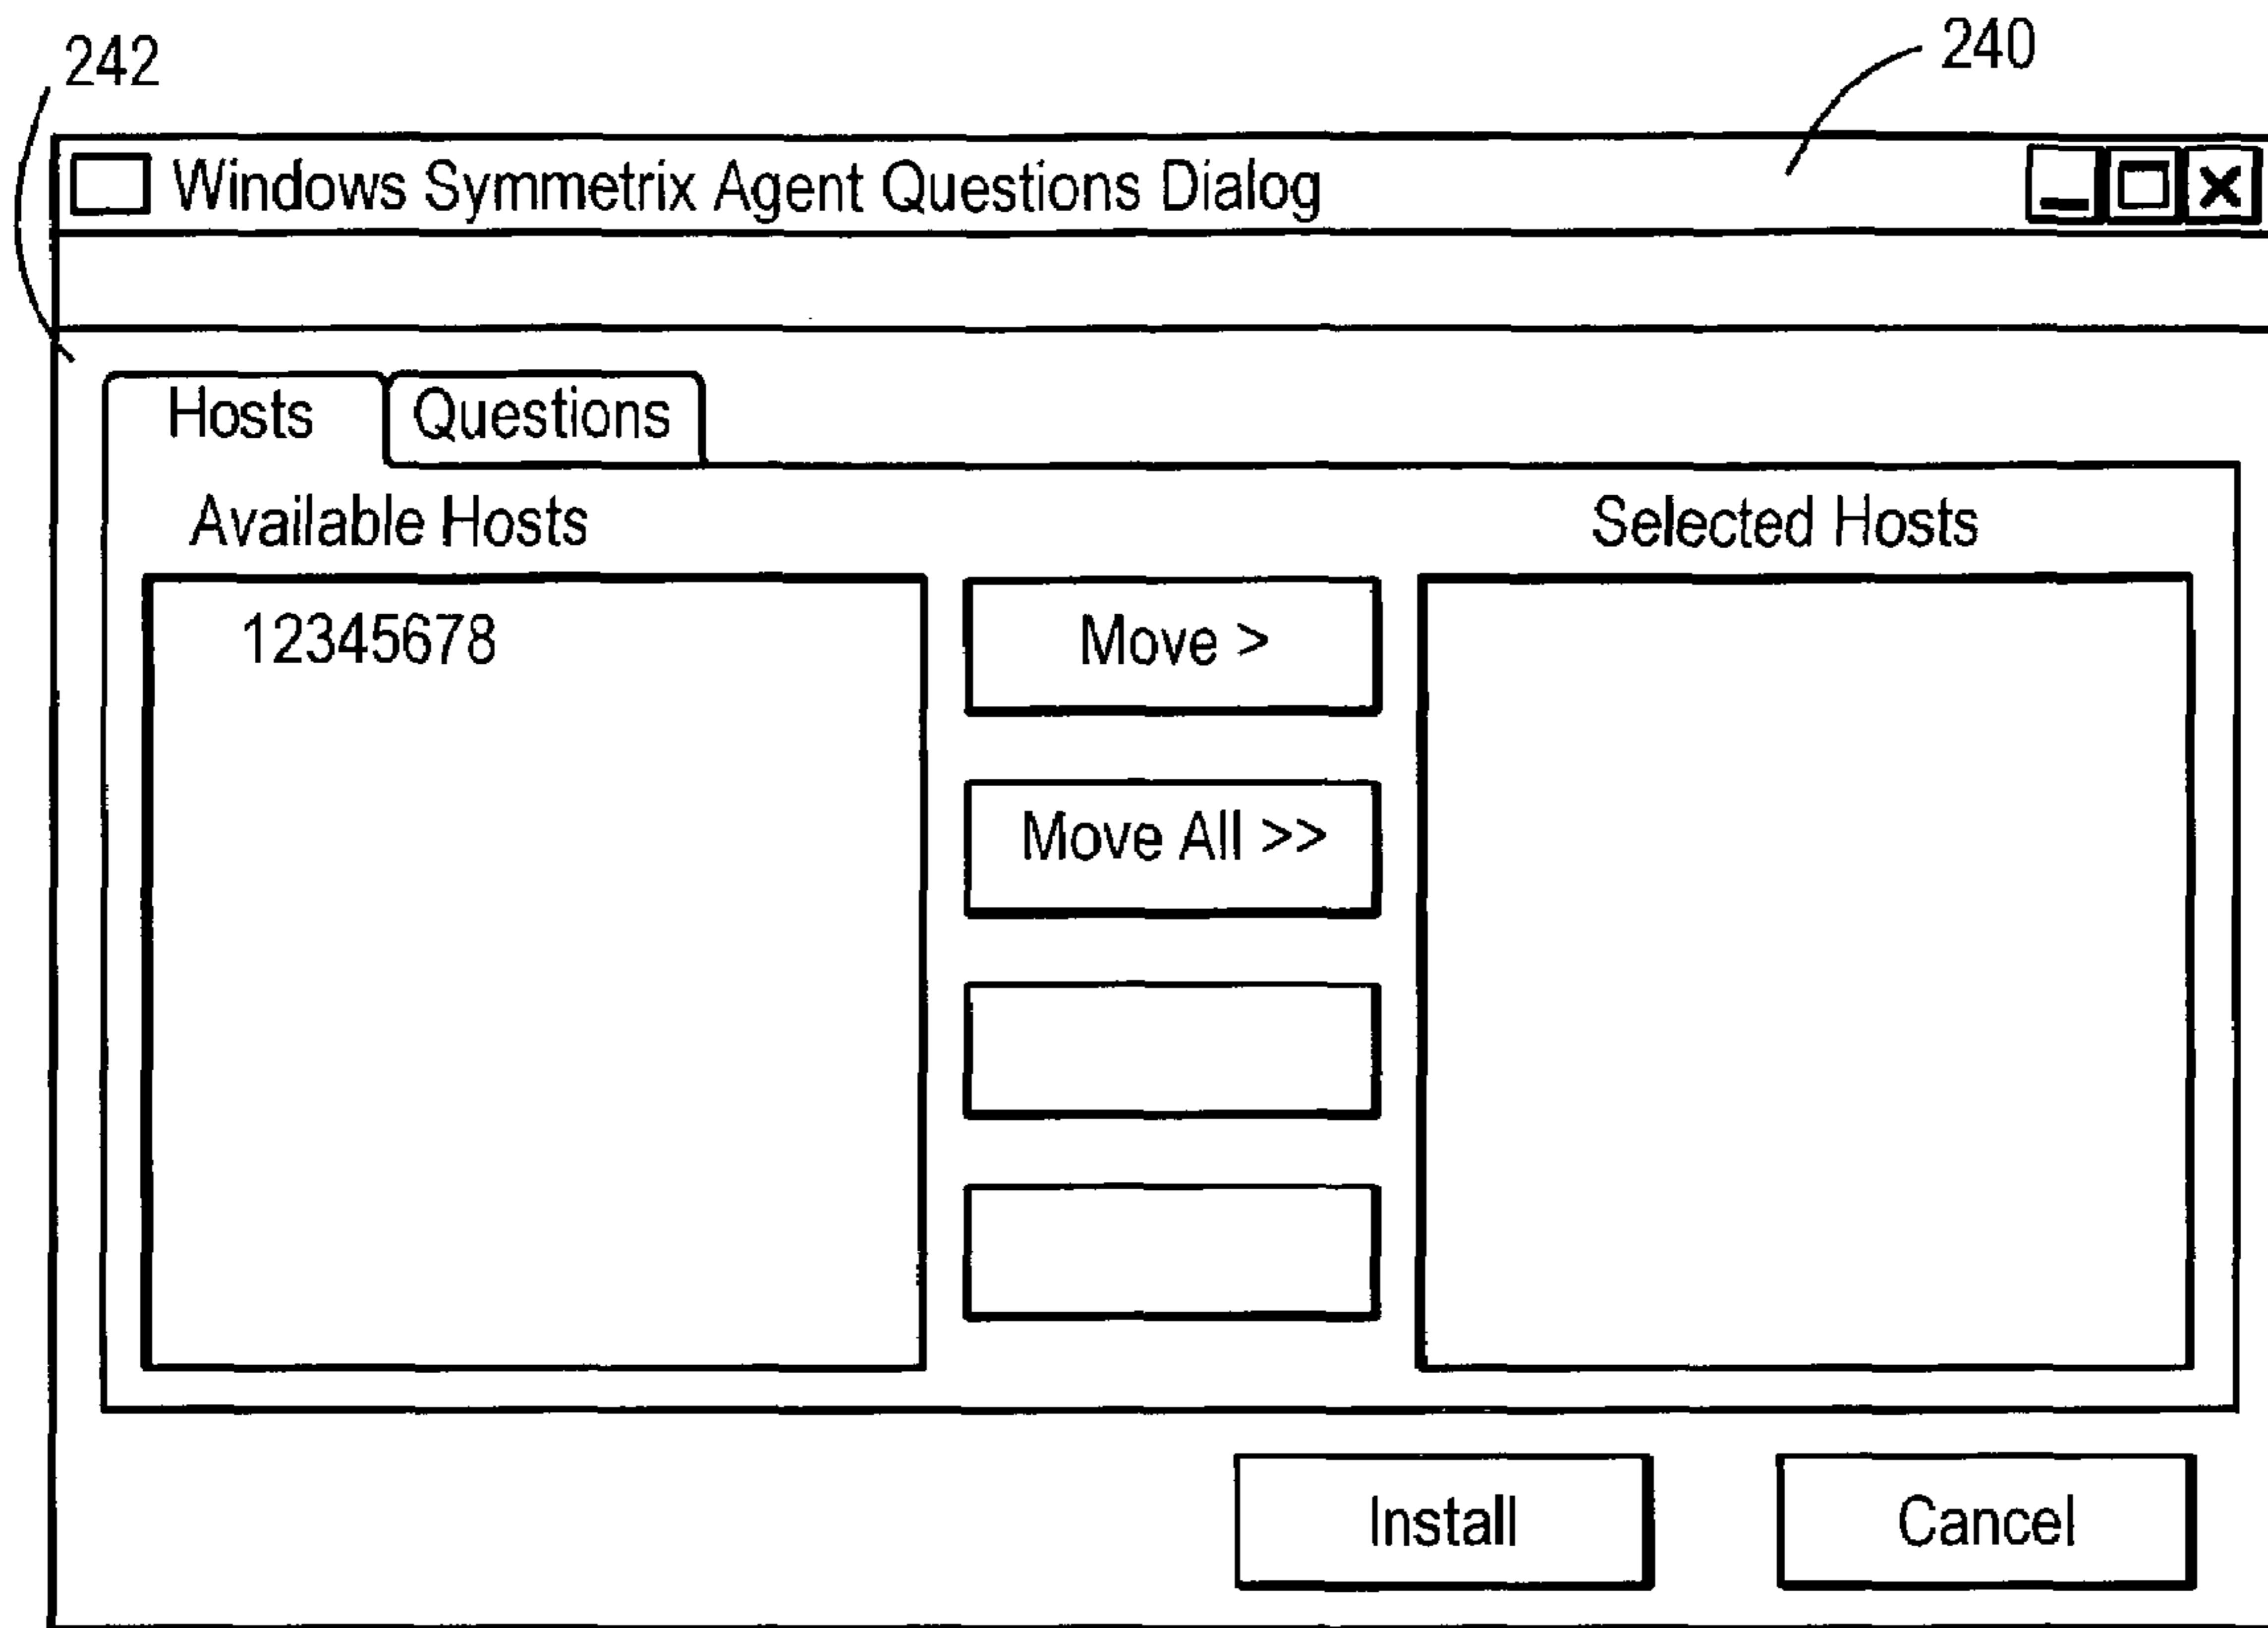 242
240
Windows Symmetrix Agent Questions Dialog
Hosts
Questions
Available Hosts
Selected Hosts
12345678
Move >
Move All >>
Install
Cancel